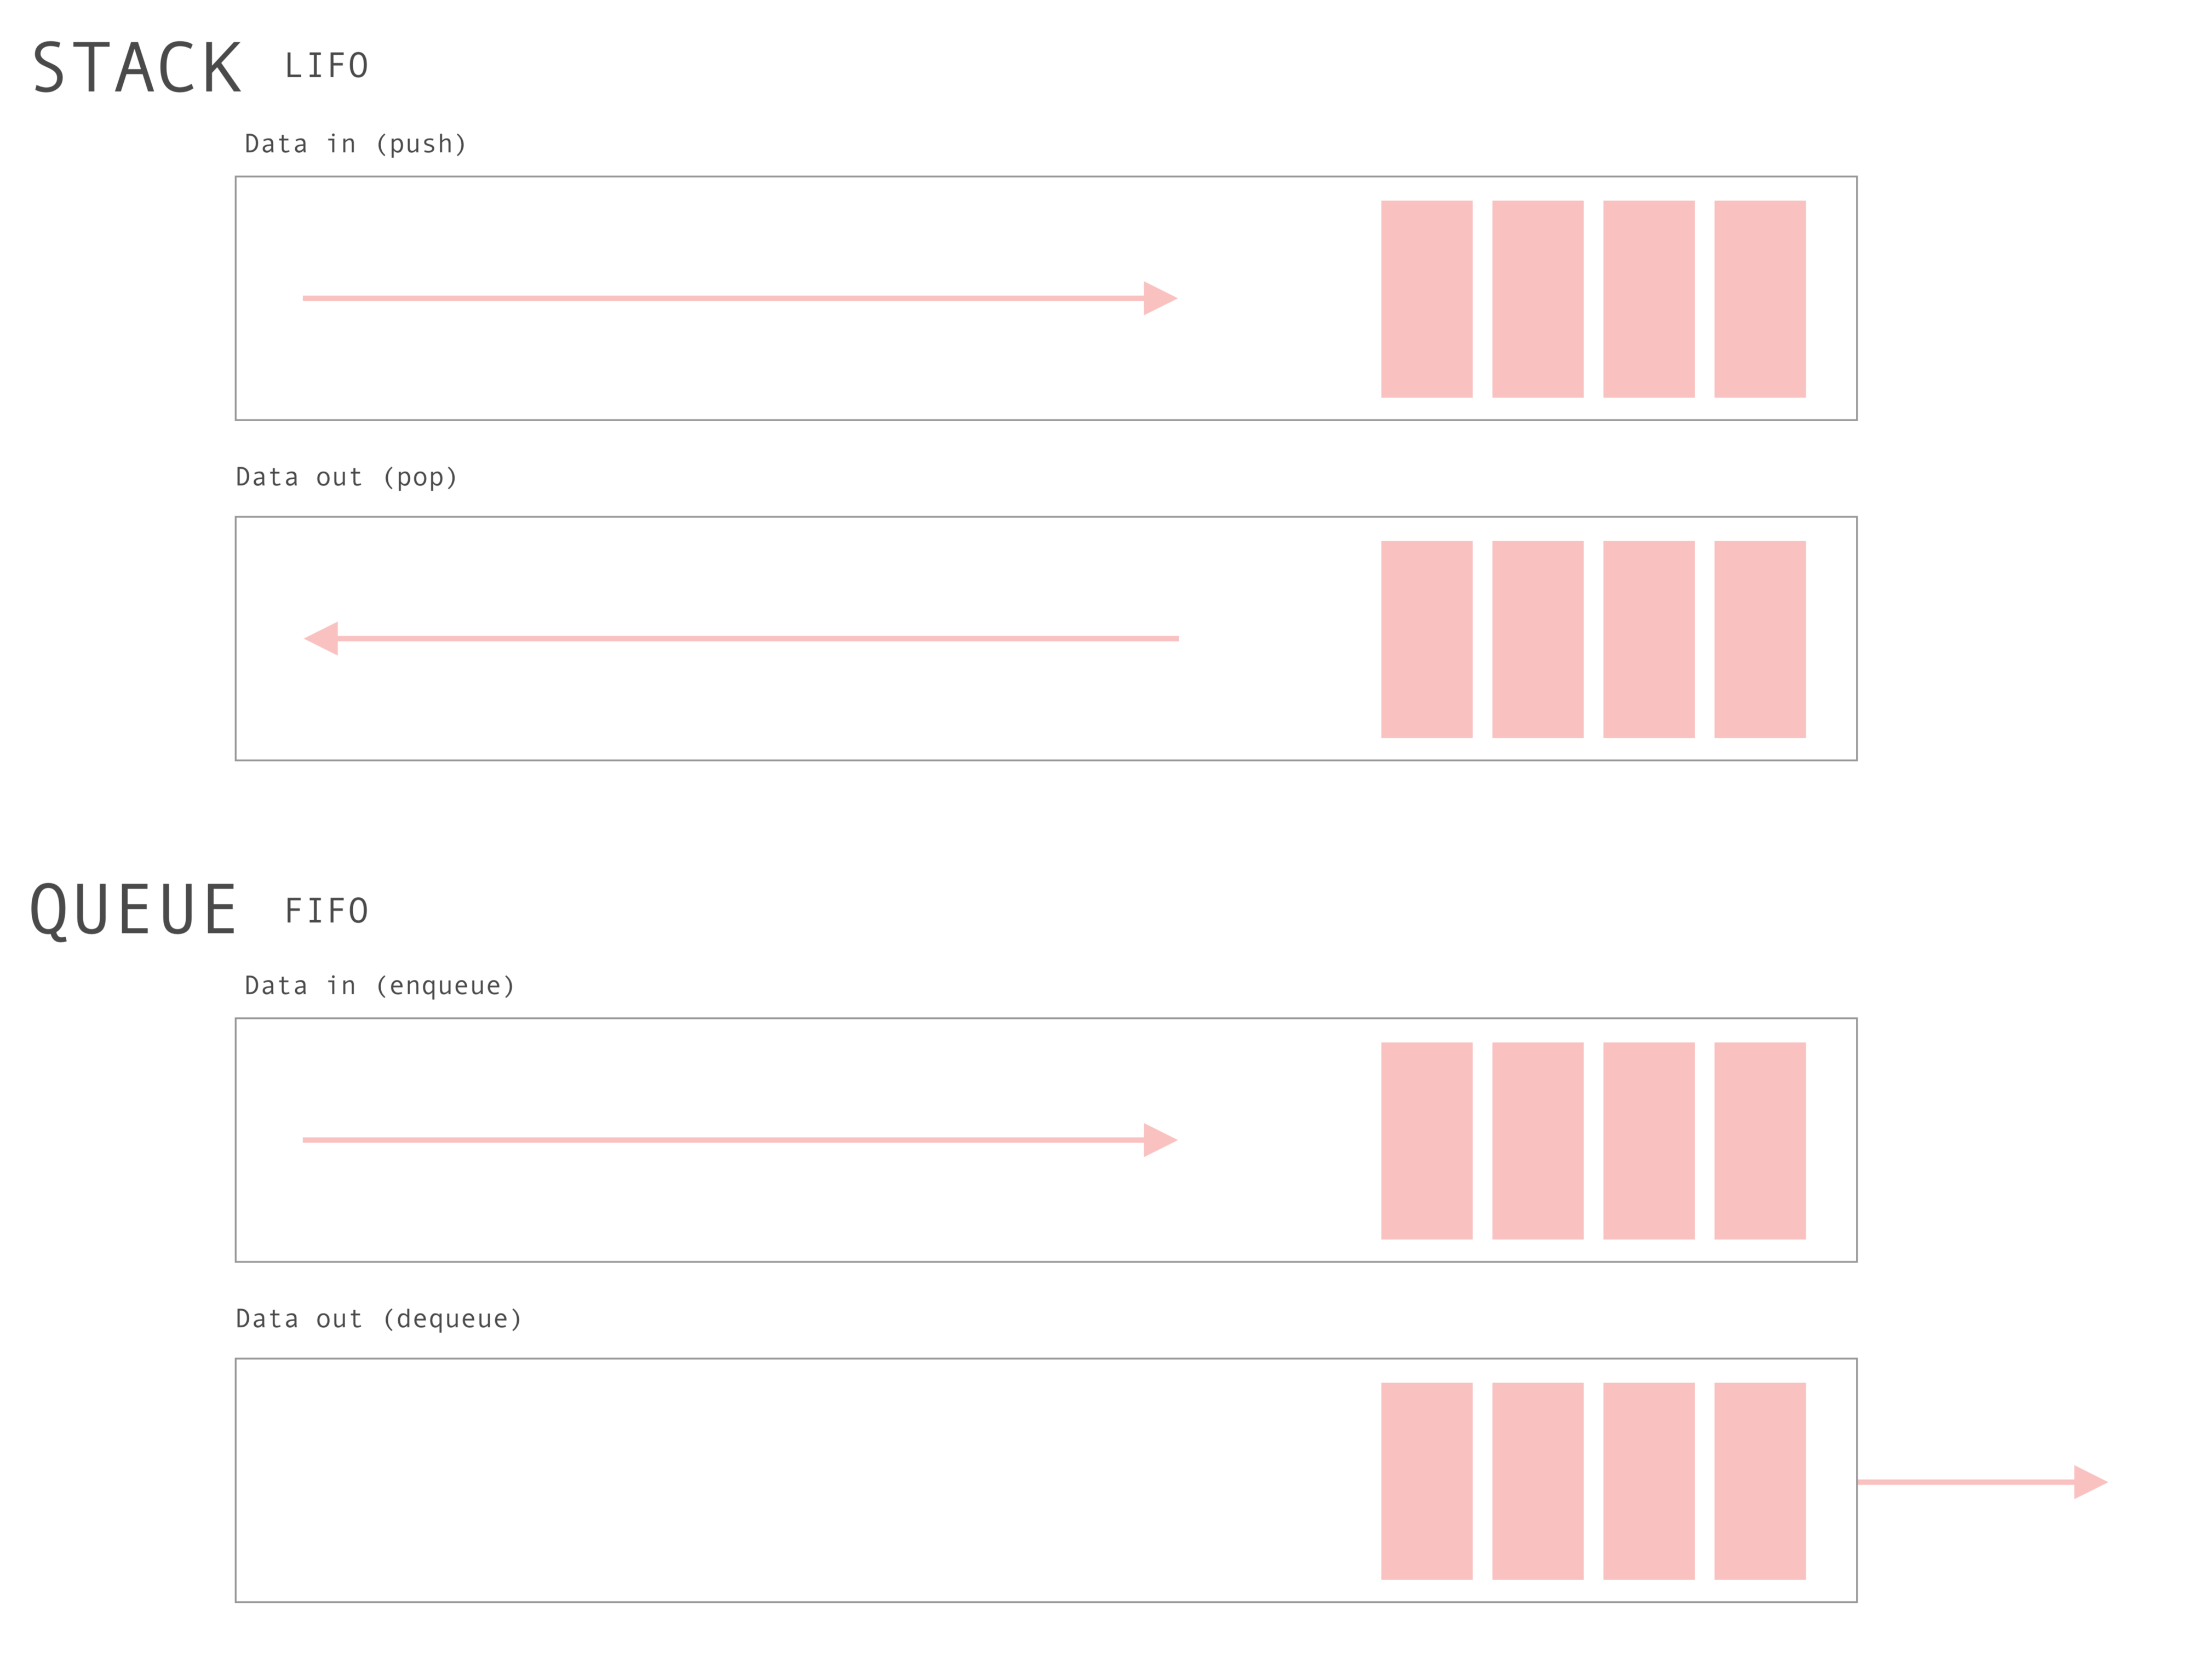 STACK LIFO
Data in (push)
Data out (pop)
QUEUE FIFO
Data in (enqueue)
Data out (dequeue)